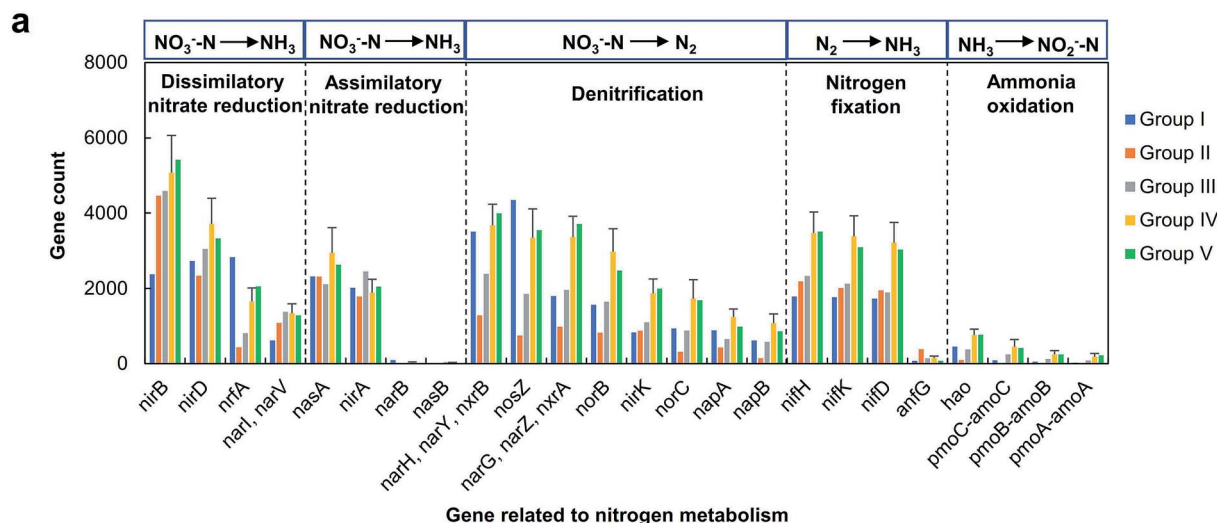 a
NO₃⁻-N ⟶NH₃
NO₃⁻-N ⟶NH₃
NO₃⁻-N ⟶ N₂
N₂ ⟶ NH₃
NH₃ ⟶ NO₂⁻-N
8000
6000
4000
2000
0
Gene count
Dissimilatory
nitrate reduction
Assimilatory
nitrate reduction
Denitrification
Nitrogen
fixation
Ammonia
oxidation
Group I
Group II
Group III
Group IV
Group V
nirB
nirD
nrfA
narI, narV
nasA
nirA
narB
nasB
narH, narY, nxrB
nosZ
narG, narZ, nxrA
norB
nirK
norC
napA
napB
nifH
nifK
nifD
anfG
hao
pmoC-amoC
pmoB-amoB
pmoA-amoA
Gene related to nitrogen metabolism